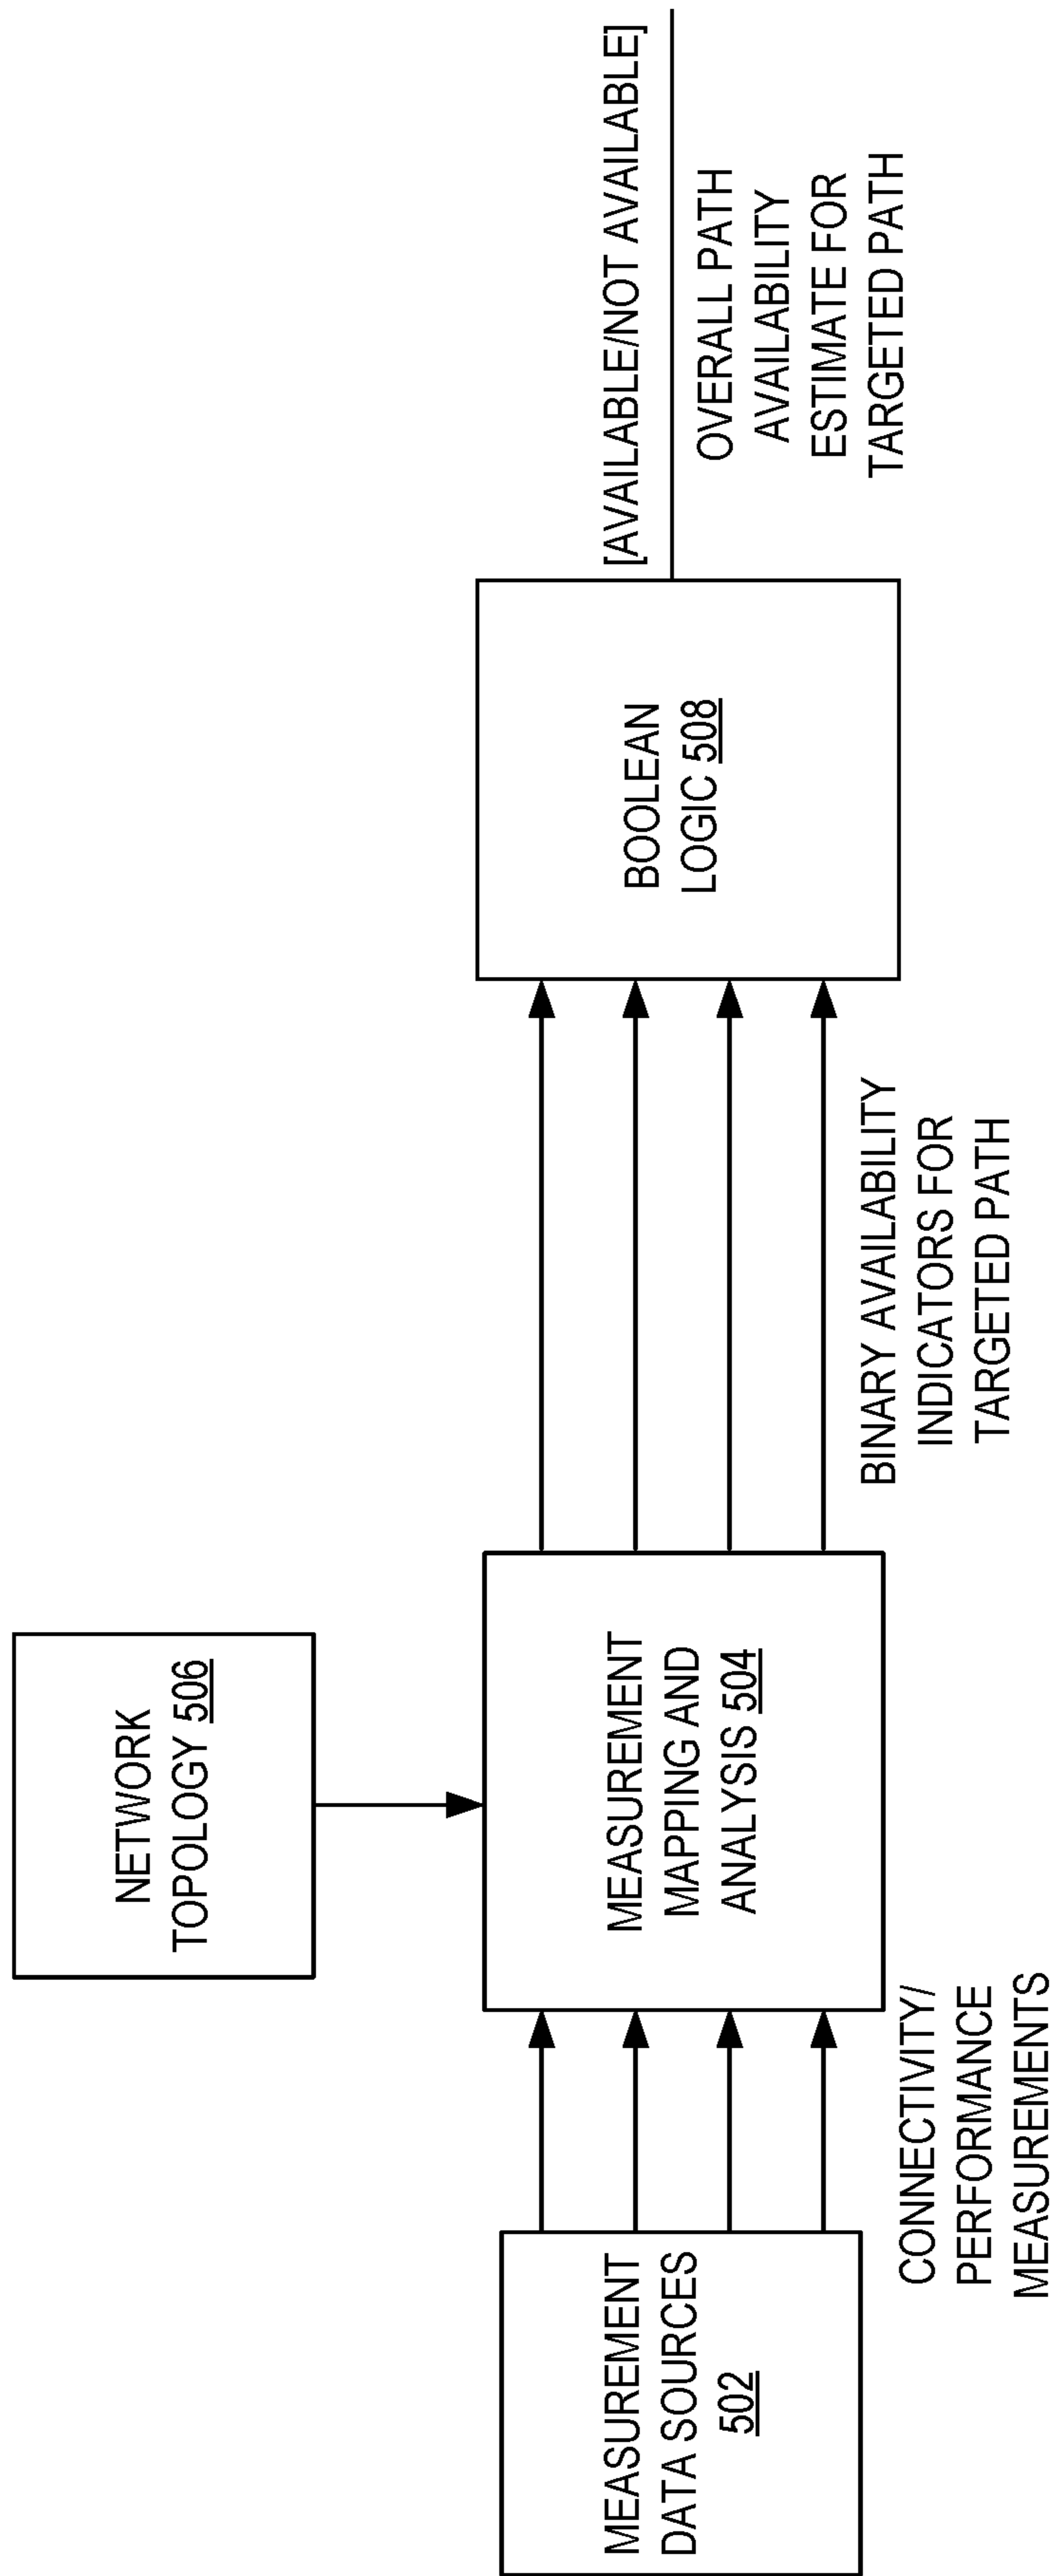 NETWORK
TOPOLOGY 506
MEASUREMENT
DATA SOURCES
502
CONNECTIVITY/
PERFORMANCE
MEASUREMENTS
MEASUREMENT
MAPPING AND
ANALYSIS 504
BINARY AVAILABILITY
INDICATORS FOR
TARGETED PATH
BOOLEAN
LOGIC 508
[AVAILABLE/NOT AVAILABLE]
OVERALL PATH
AVAILABILITY
ESTIMATE FOR
TARGETED PATH